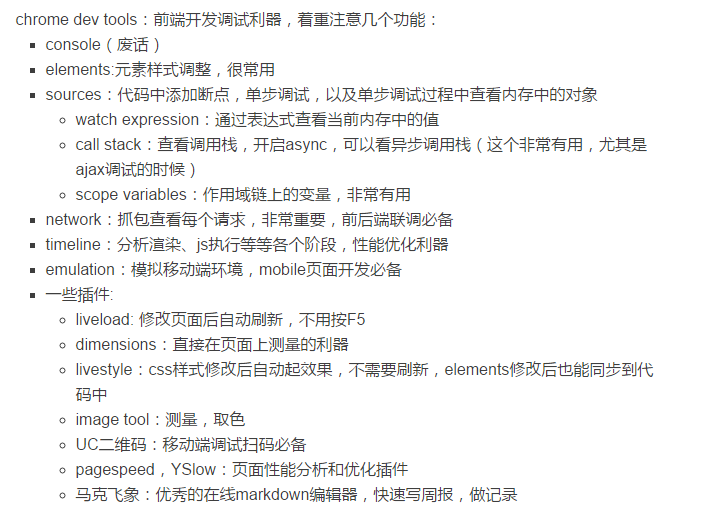 chrome dev tools：前端开发调试利器，着重注意几个功能：
console（废话）
elements:元素样式调整，很常用
sources：代码中添加断点，单步调试，以及单步调试过程中查看内存中的对象
watch expression：通过表达式查看当前内存中的值
call stack：查看调用栈，开启async，可以看异步调用栈（这个非常有用，尤其是
ajax调试的时候）
scope variables：作用域链上的变量，非常有用
network：抓包查看每个请求，非常重要，前后端联调必备
timeline：分析渲染、js执行等等各个阶段，性能优化利器
emulation：模拟移动端环境，mobile页面开发必备
一些插件:
liveload: 修改页面后自动刷新，不用按F5
dimensions：直接在页面上测量的利器
livestyle：css样式修改后自动起效果，不需要刷新，elements修改后也能同步到代
码中
image tool：测量，取色
UC二维码：移动端调试扫码必备
pagespeed，YSlow：页面性能分析和优化插件
马克飞象：优秀的在线markdown编辑器，快速写周报，做记录